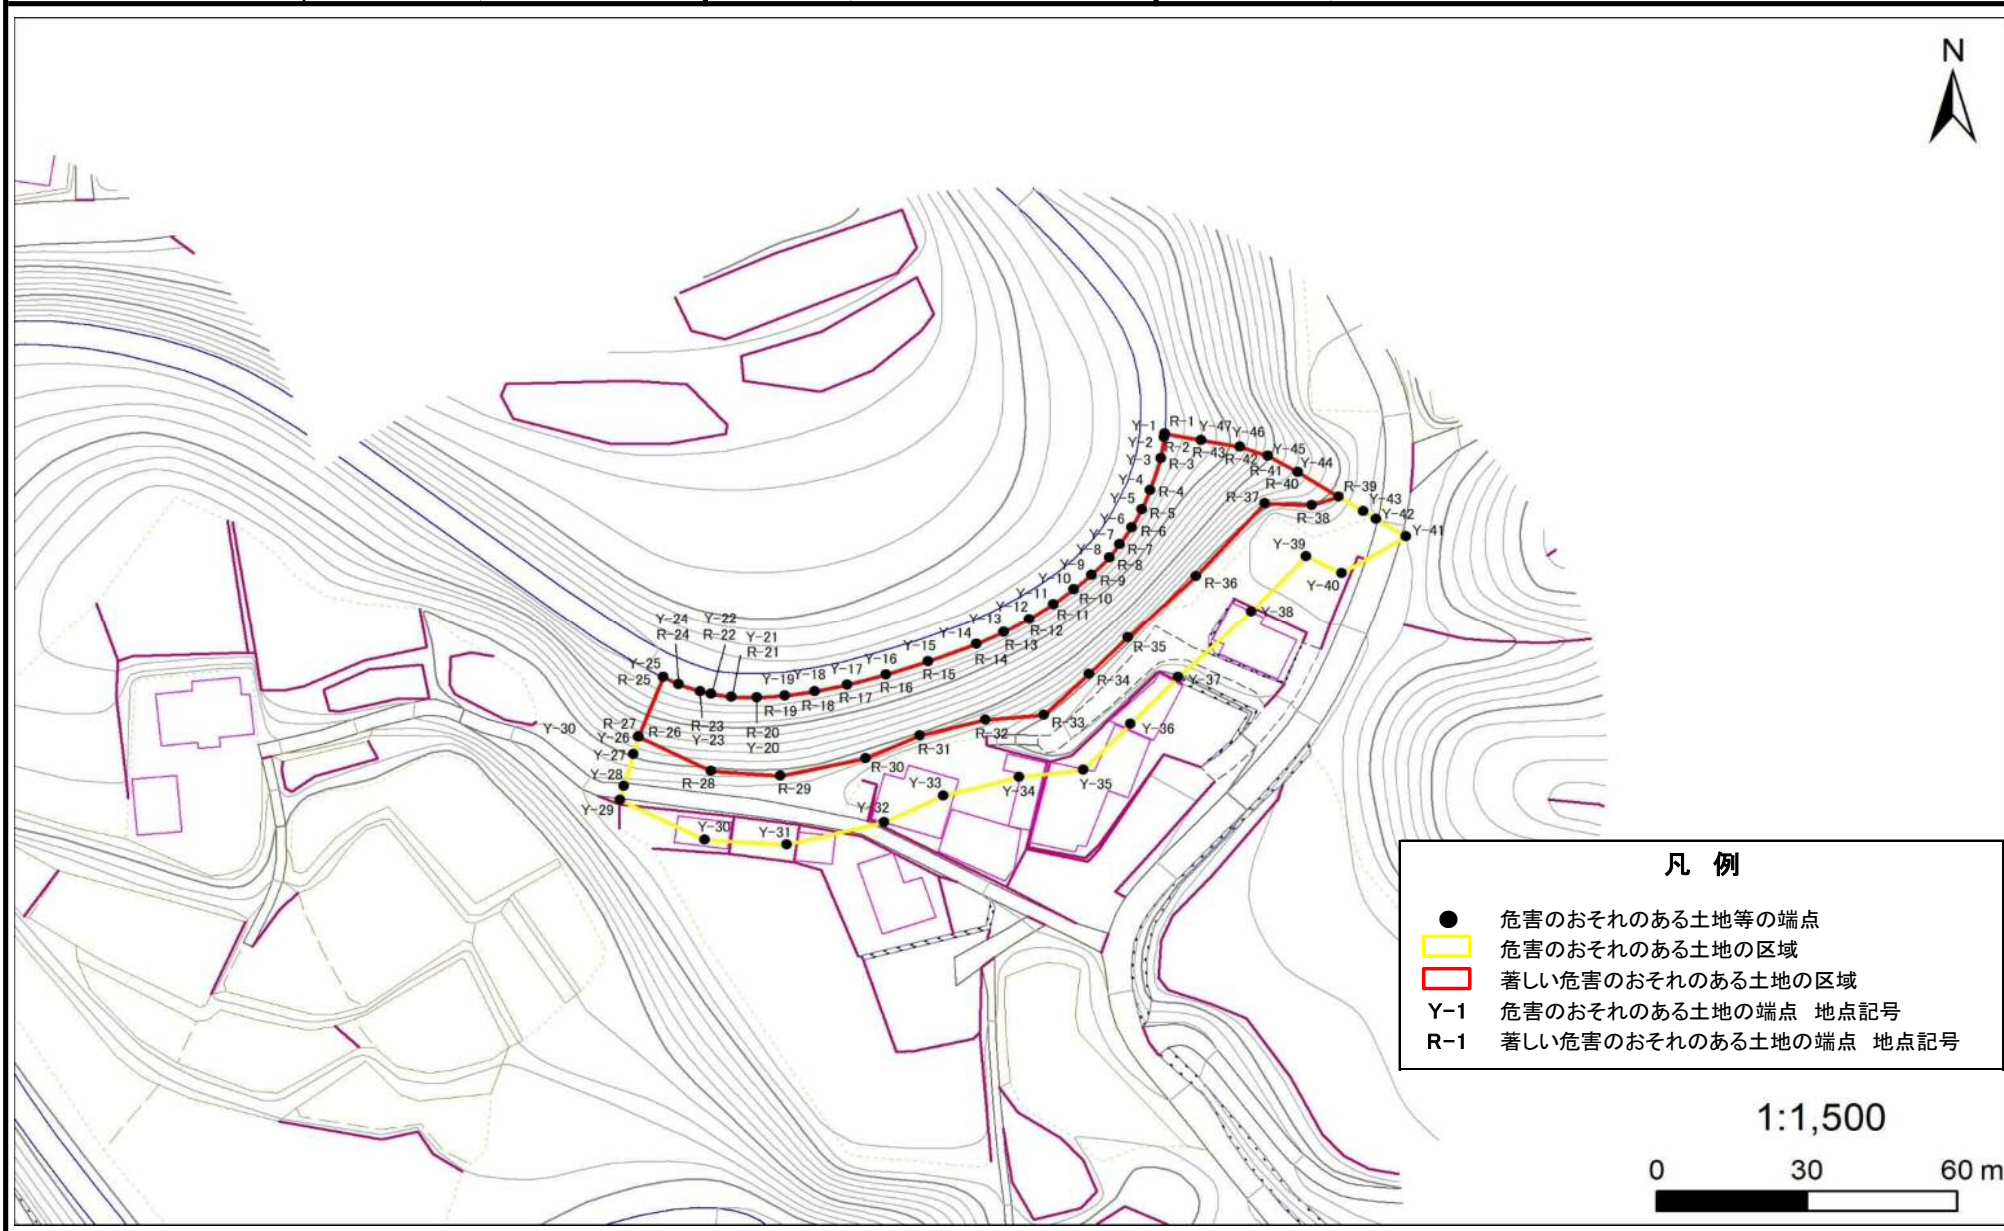 N
Y-1 R-1 Y-47 Y-46
Y-2 R-2 R-43 R-42 Y-45
Y-3 R-3 R-41 Y-44
Y-4 R-4 R-40 R-39
Y-5 R-5 R-37 R-38 Y-43
Y-6 R-6 Y-42
Y-7 R-7 Y-41
Y-8 R-8 Y-39
Y-9 R-9 Y-40
Y-10 R-10 R-36
Y-11 R-11 Y-38
Y-12 R-12
Y-13 R-13 R-35
Y-14 R-14
Y-24 Y-22 Y-21 Y-15 R-15
R-24 R-22 R-21 Y-16 R-16
Y-25 Y-19 Y-18 Y-17 R-34 Y-37
R-25 R-19 R-18 R-17
R-27 R-26 R-23 R-20 R-33
Y-30 Y-26 Y-23 Y-20 R-32 Y-36
Y-27 R-31
Y-28 R-28 R-29 R-30 Y-33 Y-34 Y-35
Y-29 Y-32
Y-30 Y-31
凡 例
危害のおそれのある土地等の端点
危害のおそれのある土地の区域
著しい危害のおそれのある土地の区域
Y-1 危害のおそれのある土地の端点 地点記号
R-1 著しい危害のおそれのある土地の端点 地点記号
1:1,500
0 30 60 m